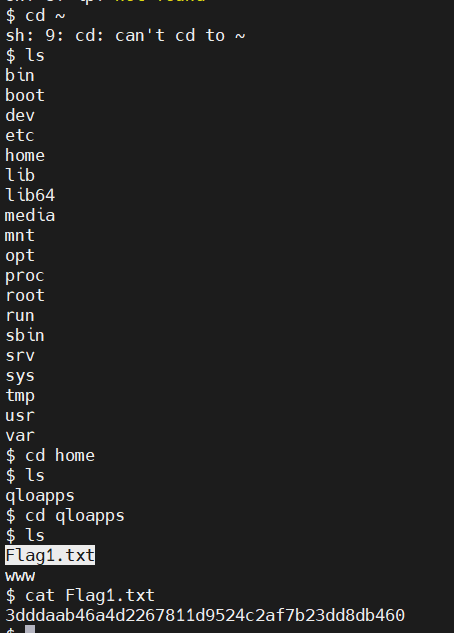 $ cd ~
sh: 9: cd: can't cd to ~
$ ls
bin
boot
dev
etc
home
lib
lib64
media
mnt
opt
proc
root
run
sbin
srv
sys
tmp
usr
var
$ cd home
$ ls
qloapps
$ cd qloapps
$ ls
Flag1.txt
www
$ cat Flag1.txt
3dddaab46a4d2267811d9524c2af7b23dd8db460
$